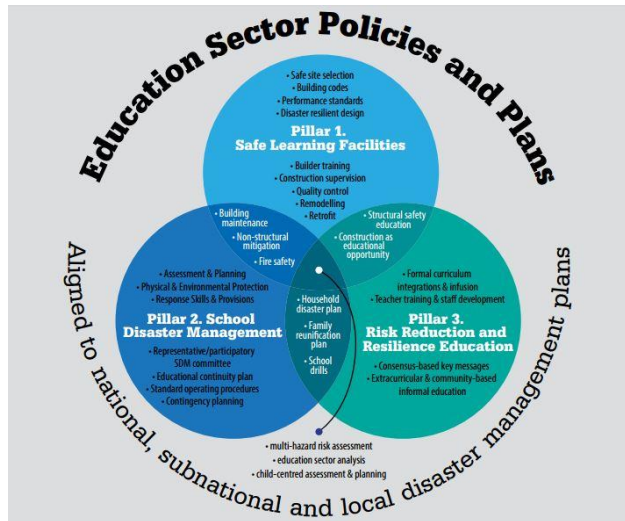 Education Sector Policies and Plans
• Safe site selection
• Building codes
• Performance standards
• Disaster resilient design
Pillar 1.
Safe Learning Facilities
• Builder training
• Construction supervision
• Quality control
• Remodelling
• Retrofit
• Building
maintenance
• Non-structural
mitigation
• Fire safety
• Structural safety
education
• Construction as
educational
opportunity
• Assessment & Planning
• Physical & Environmental Protection
• Response Skills & Provisions
Pillar 2. School
Disaster Management
• Representative/participatory
SDM committee
• Educational continuity plan
• Standard operating procedures
• Contingency planning
• Household
disaster plan
• Family
reunification
plan
• School
drills
• Formal curriculum
integrations & infusion
• Teacher training & staff development
Pillar 3.
Risk Reduction and
Resilience Education
• Consensus-based key messages
• Extracurricular & community-based
informal education
• multi-hazard risk assessment
• education sector analysis
• child-centred assessment & planning
Aligned to national, subnational and local disaster management plans